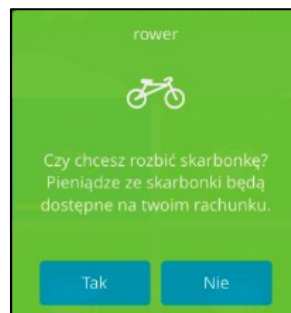 rower
Czy chcesz rozbić skarbonkę?
Pieniądze ze skarbonki będą
dostępne na twoim rachunku.
Tak
Nie